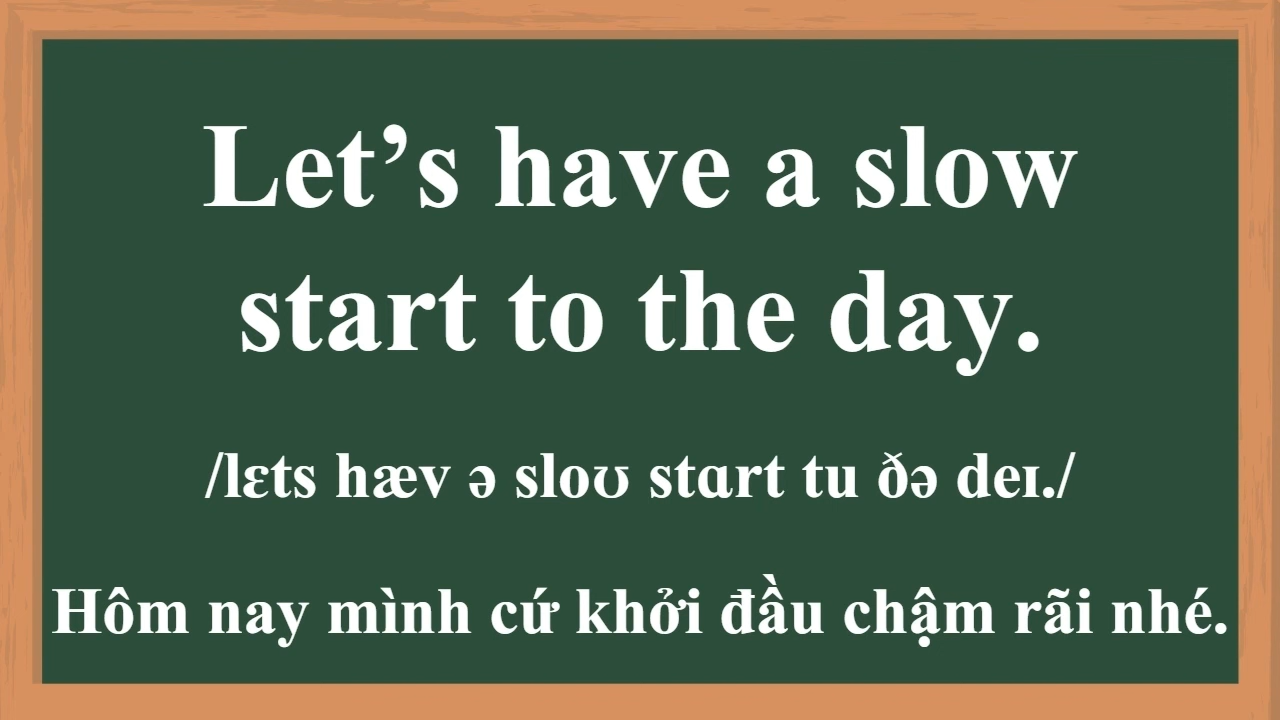 Let’s have a slow
start to the day.
/lɛts hæv ə sloʊ stɑrt tu ðə deɪ./
Hôm nay mình cứ khởi đầu chậm rãi nhé.